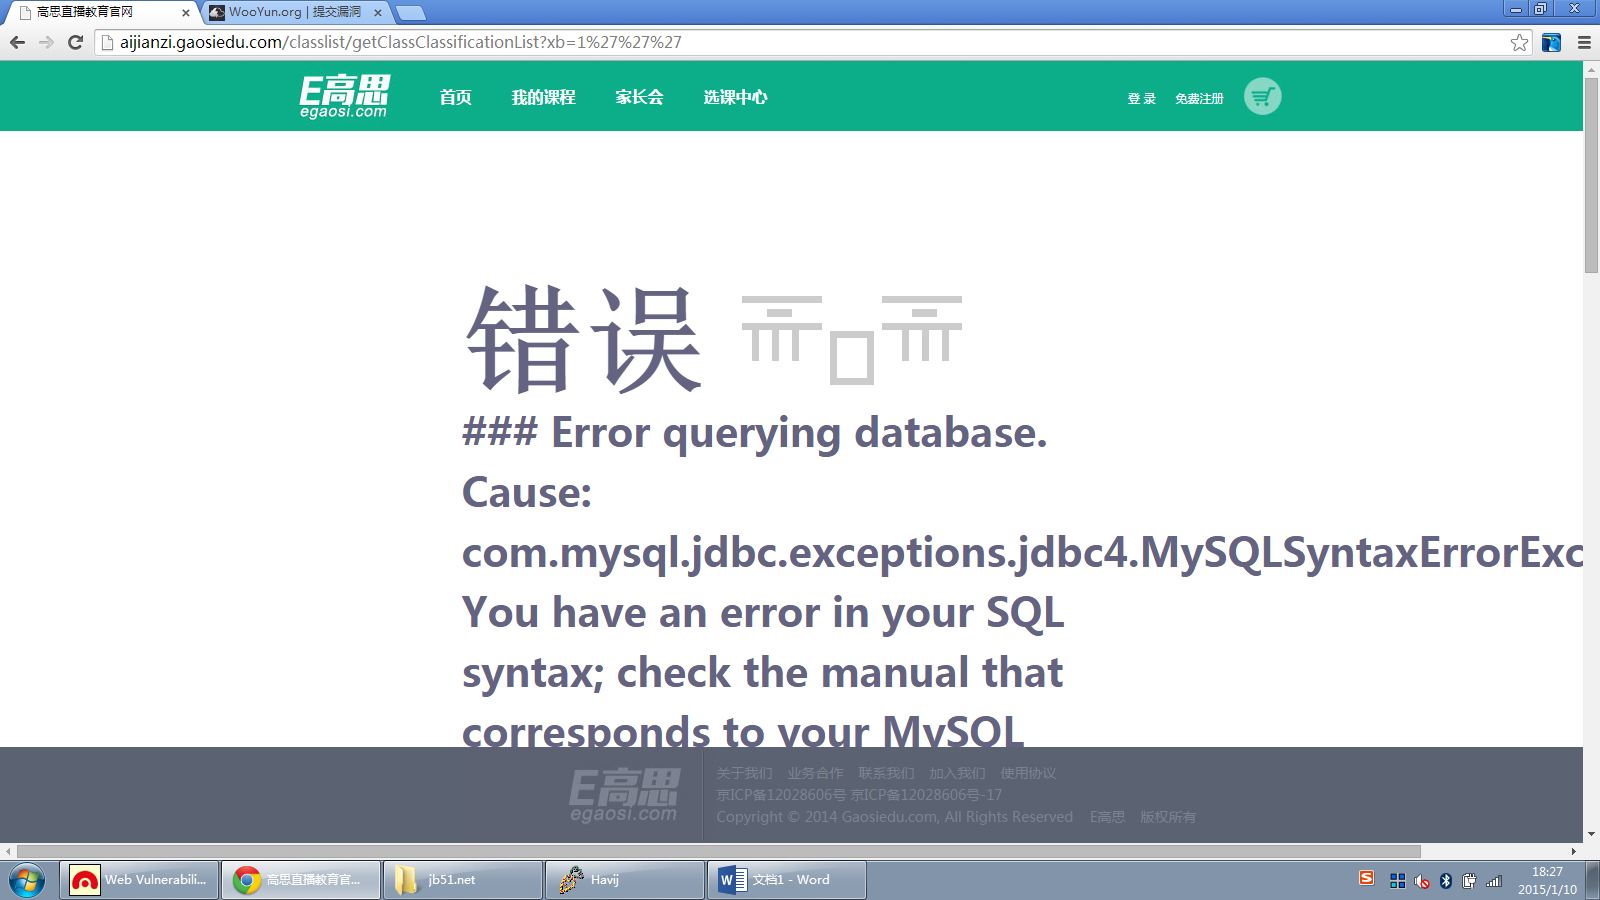 高思直播教育官网
WooYun.org | 提交漏洞
aijianzi.gaosiedu.com/classlist/getClassClassificationList?xb=1%27%27%27
E高思
egaosi.com
首页 我的课程 家长会 选课中心
登 录 免费注册
错误
### Error querying database.
Cause:
com.mysql.jdbc.exceptions.jdbc4.MySQLSyntaxErrorExc
You have an error in your SQL
syntax; check the manual that
corresponds to your MySQL
E高思
egaosi.com
关于我们 业务合作 联系我们 加入我们 使用协议
京ICP备12028606号 京ICP备12028606号-17
Copyright © 2014 Gaosiedu.com, All Rights Reserved E高思 版权所有
Web Vulnerabili...
高思直播教育官...
jb51.net
Havij
文档1 - Word
18:27
2015/1/10